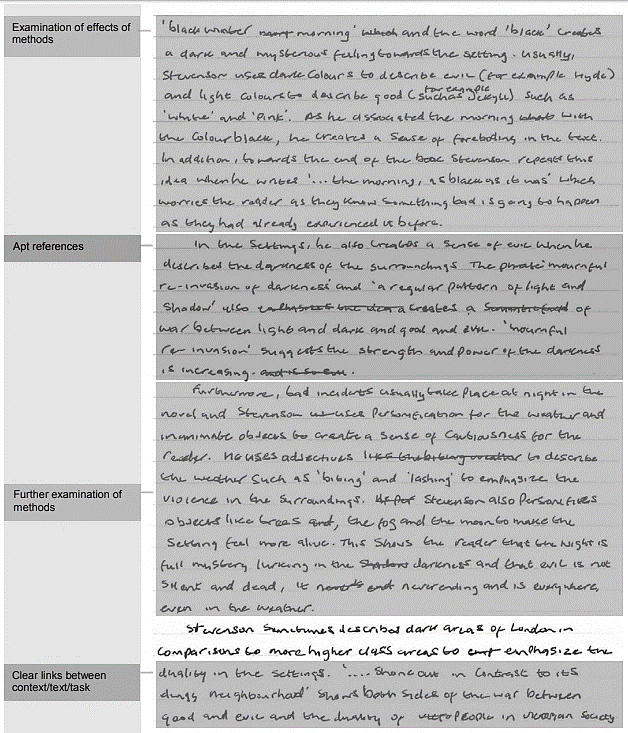 Examination of effects of
methods
'black winter morning' and the word 'black' creates
a dark and mysterious feeling towards the setting. Usually,
Stevenson uses dark colours to describe evil (for example Hyde)
for example
and light colours to describe good (such as Jekyll) such as
'white' and 'pink'. As he associated the morning with
the colour black, he creates a sense of foreboding in the text.
In addition, towards the end of the book Stevenson repeats this
idea when he writes '... the morning, as black as it was' which
worries the reader as they know something bad is going to happen
as they had already experienced it before.
Apt references
In the settings, he also creates a sense of evil when he
describes the darkness of the surroundings. The phrase 'mournful
re-invasion of darkness' and 'a regular pattern of light and
shadow' also creates a of
war between light and dark and good and evil. 'mournful
re-invasion' suggests the strength and power of the darkness
is increasing.
Furthermore, bad incidents usually take place at night in the
novel and Stevenson uses personification for the weather and
inanimate objects to create a sense of cautiousness for the
reader. He uses adjectives to describe
the weather such as 'biting' and 'lashing' to emphasize the
Further examination of
methods
violence in the surroundings. Stevenson also personifies
objects like trees, the fog and the moon to make the
setting feel more alive. This shows the reader that the night is
full mystery lurking in the darkness and that evil is not
silent and dead, it neverending and is everywhere,
even in the weather.
Stevenson sometimes describes dark areas of London in
comparisons to more higher class areas to emphasize the
Clear links between
context/text/task
duality in the settings. '.... Shone out in contrast to its
dingy neighbourhood' shows both sides of the war between
good and evil and the duality of people in Victorian Society.